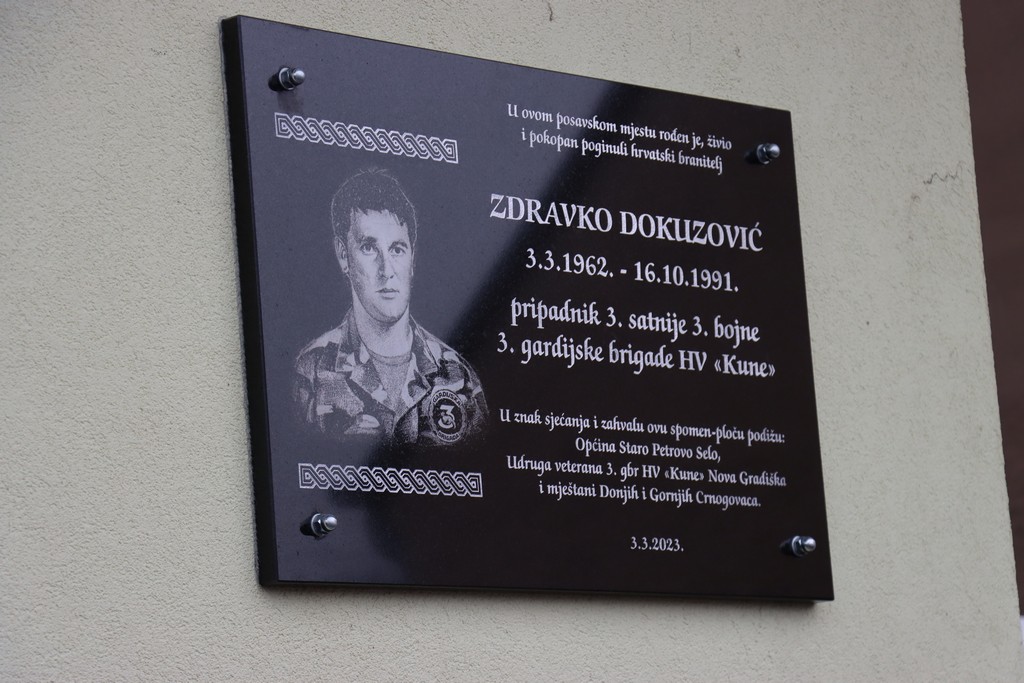 U ovom posavskom mjestu rođen je, živio
i pokopan poginuli hrvatski branitelj
ZDRAVKO DOKUZOVIĆ
3.3.1962. - 16.10.1991.
pripadnik 3. satnije 3. bojne
3. gardijske brigade HV «Kune»
U znak sjećanja i zahvalu ovu spomen-ploču podižu:
Općina Staro Petrovo Selo,
Udruga veterana 3. gbr HV «Kune» Nova Gradiška
i mještani Donjih i Gornjih Crnogovaca.
3.3.2023.
3